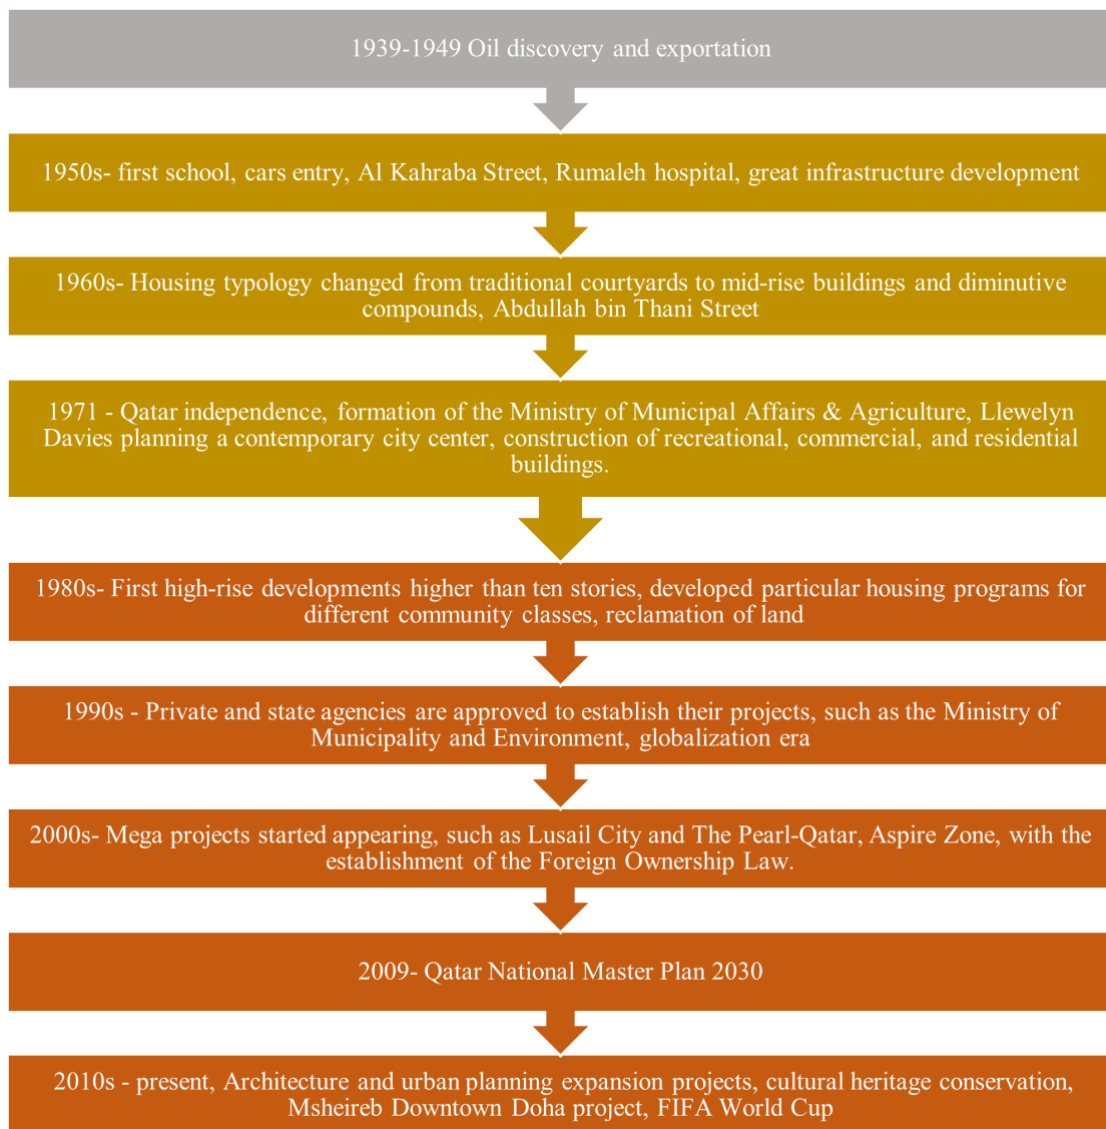 1939-1949 Oil discovery and exportation
1950s- first school, cars entry, Al Kahraba Street, Rumaleh hospital, great infrastructure development
1960s- Housing typology changed from traditional courtyards to mid-rise buildings and diminutive
compounds, Abdullah bin Thani Street
1971 - Qatar independence, formation of the Ministry of Municipal Affairs & Agriculture, Llewelyn
Davies planning a contemporary city center, construction of recreational, commercial, and residential
buildings.
1980s- First high-rise developments higher than ten stories, developed particular housing programs for
different community classes, reclamation of land
1990s - Private and state agencies are approved to establish their projects, such as the Ministry of
Municipality and Environment, globalization era
2000s- Mega projects started appearing, such as Lusail City and The Pearl-Qatar, Aspire Zone, with the
establishment of the Foreign Ownership Law.
2009- Qatar National Master Plan 2030
2010s - present, Architecture and urban planning expansion projects, cultural heritage conservation,
Msheireb Downtown Doha project, FIFA World Cup